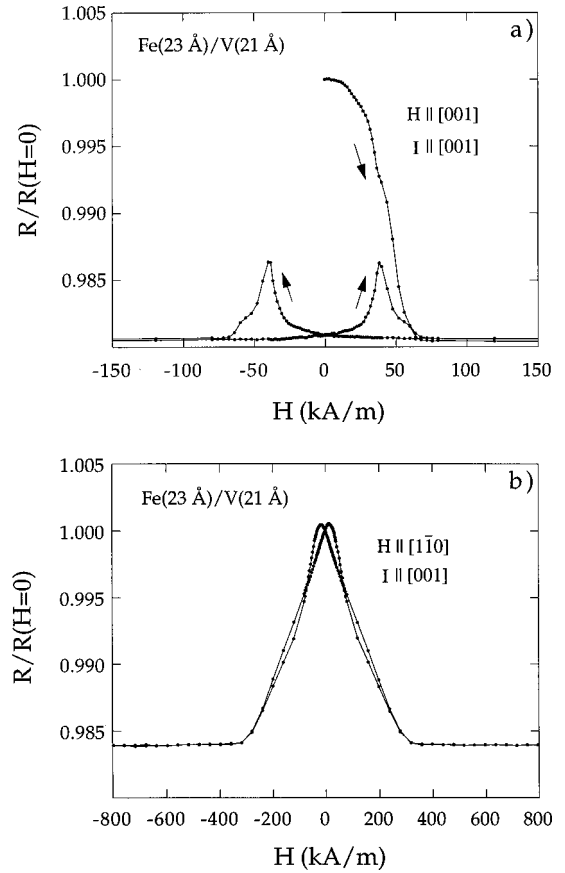 a)
Fe(23 Å)/V(21 Å)
H || [001]
I || [001]
R/R(H=0)
1.005
1.000
0.995
0.990
0.985
-150 -100 -50 0 50 100 150
H (kA/m)
b)
Fe(23 Å)/V(21 Å)
H || [11̄0]
I || [001]
R/R(H=0)
1.005
1.000
0.995
0.990
0.985
-800 -600 -400 -200 0 200 400 600 800
H (kA/m)